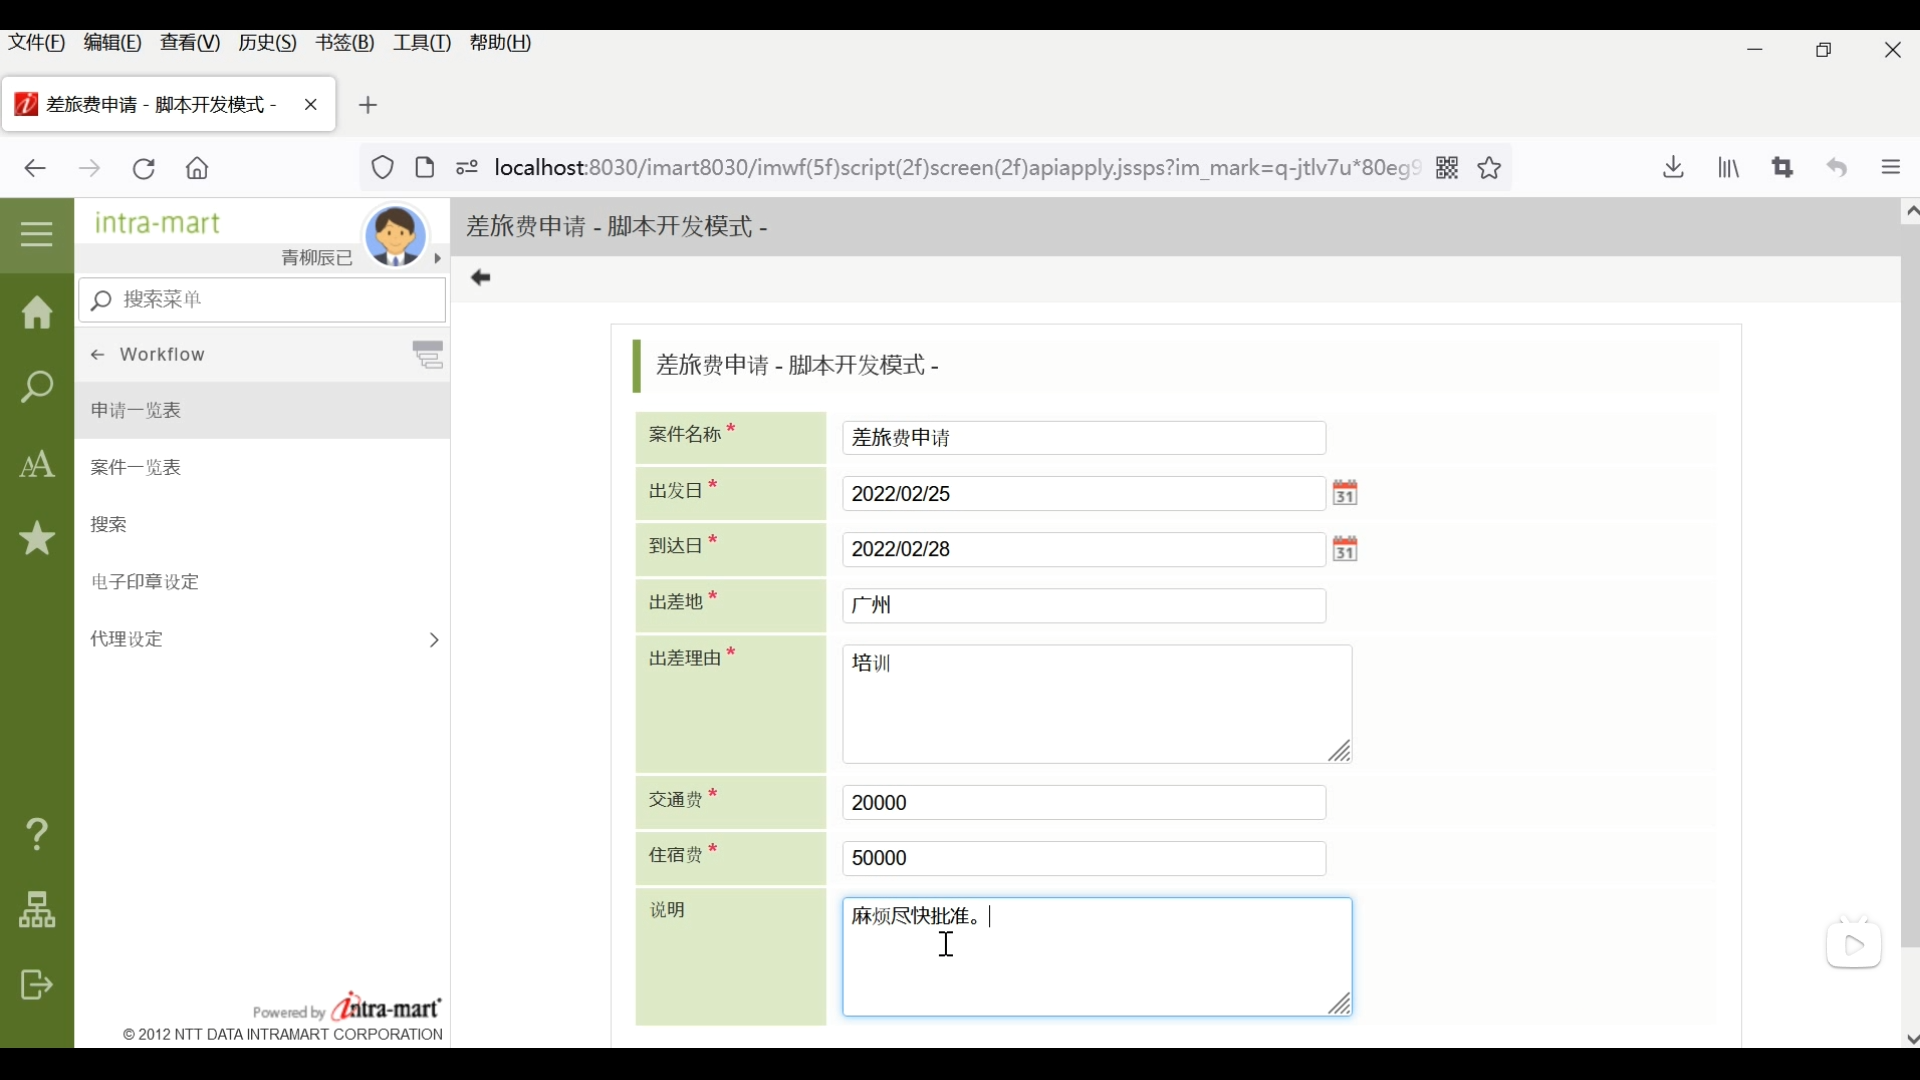 文件(F) 编辑(E) 查看(V) 历史(S) 书签(B) 工具(T) 帮助(H)
差旅费申请 - 脚本开发模式 -
localhost:8030/imart8030/imwf(5f)script(2f)screen(2f)apiapply.jssps?im_mark=q-jtlv7u*80eg9
intra-mart
青柳辰已
搜索菜单
Workflow
申请一览表
案件一览表
搜索
电子印章设定
代理设定
Powered by intra-mart
© 2012 NTT DATA INTRAMART CORPORATION
差旅费申请 - 脚本开发模式 -
差旅费申请 - 脚本开发模式 -
案件名称* 差旅费申请
出发日* 2022/02/25 31
到达日* 2022/02/28 31
出差地* 广州
出差理由* 培训
交通费* 20000
住宿费* 50000
说明 麻烦尽快批准。